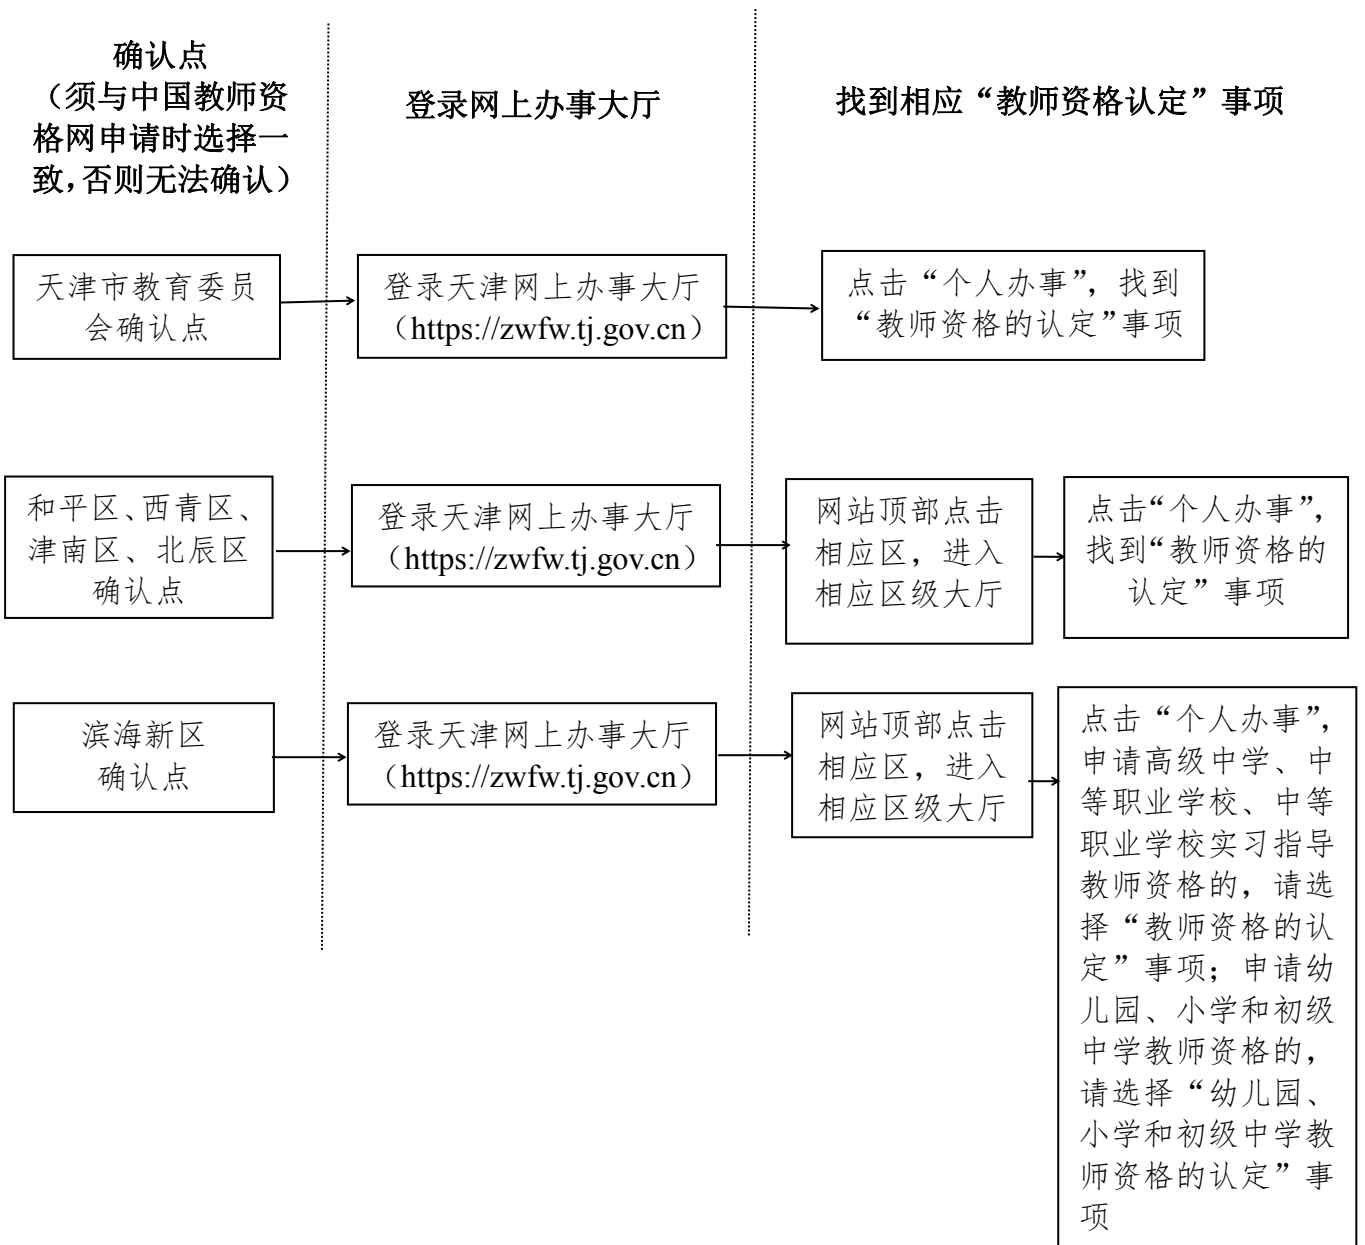 确认点
（须与中国教师资
格网申请时选择一
致，否则无法确认）
登录网上办事大厅
找到相应“教师资格认定”事项
天津市教育委员
会确认点
登录天津网上办事大厅
（https://zwfw.tj.gov.cn）
点击“个人办事”，找到
“教师资格的认定”事项
和平区、西青区、
津南区、北辰区
确认点
登录天津网上办事大厅
（https://zwfw.tj.gov.cn）
网站顶部点击
相应区，进入
相应区级大厅
点击“个人办事”，
找到“教师资格的
认定”事项
滨海新区
确认点
登录天津网上办事大厅
（https://zwfw.tj.gov.cn）
网站顶部点击
相应区，进入
相应区级大厅
点击“个人办事”，
申请高级中学、中
等职业学校、中等
职业学校实习指导
教师资格的，请选
择“教师资格的认
定”事项；申请幼
儿园、小学和初级
中学教师资格的，
请选择“幼儿园、
小学和初级中学教
师资格的认定”事
项